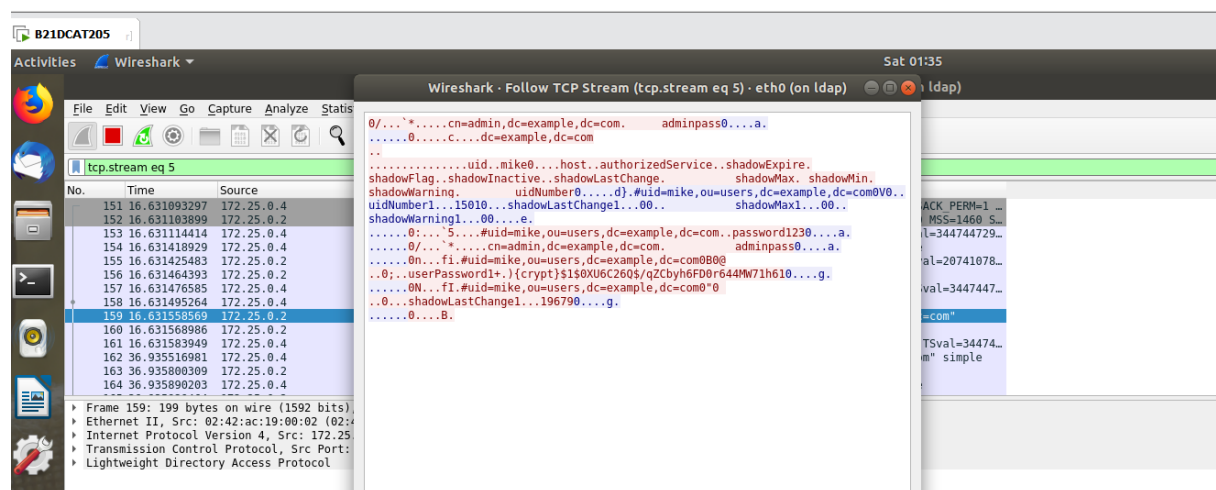 B21DCAT205
Activities Wireshark Sat 01:35
Wireshark · Follow TCP Stream (tcp.stream eq 5) · eth0 (on ldap)
ldap)
File Edit View Go Capture Analyze Statis
tcp.stream eq 5
No. Time Source
151 16.631093297 172.25.0.4 ACK_PERM=1 …
152 16.631103899 172.25.0.2 MSS=1460 S…
153 16.631114414 172.25.0.4 l=344744729…
154 16.631418929 172.25.0.4
155 16.631425483 172.25.0.2 val=20741078…
156 16.631464393 172.25.0.2
157 16.631476585 172.25.0.4 val=3447447…
158 16.631495264 172.25.0.4
159 16.631558569 172.25.0.2 =com"
160 16.631568986 172.25.0.2
161 16.631583949 172.25.0.4 TSval=34474…
162 36.935516981 172.25.0.4 m" simple
163 36.935800309 172.25.0.2
164 36.935890203 172.25.0.4
0/...`*.....cn=admin,dc=example,dc=com. adminpass0....a.
......0.....c....dc=example,dc=com
..
...............uid..mike0....host..authorizedService..shadowExpire.
shadowFlag..shadowInactive..shadowLastChange. shadowMax. shadowMin.
shadowWarning. uidNumber0.....d}.#uid=mike,ou=users,dc=example,dc=com0V0..
uidNumber1...15010...shadowLastChange1...00.. shadowMax1...00..
shadowWarning1...00....e.
......0:...`5....#uid=mike,ou=users,dc=example,dc=com..password1230....a.
......0/...`*.....cn=admin,dc=example,dc=com. adminpass0....a.
......0n...fi.#uid=mike,ou=users,dc=example,dc=com0B0@
..0;..userPassword1+.){crypt}$1$0XU6C26Q$/qZCbyh6FD0r644MW71h610....g.
......0N...fI.#uid=mike,ou=users,dc=example,dc=com0"0
..0...shadowLastChange1...196790....g.
......0....B.
Frame 159: 199 bytes on wire (1592 bits)
Ethernet II, Src: 02:42:ac:19:00:02 (02:4
Internet Protocol Version 4, Src: 172.25
Transmission Control Protocol, Src Port:
Lightweight Directory Access Protocol